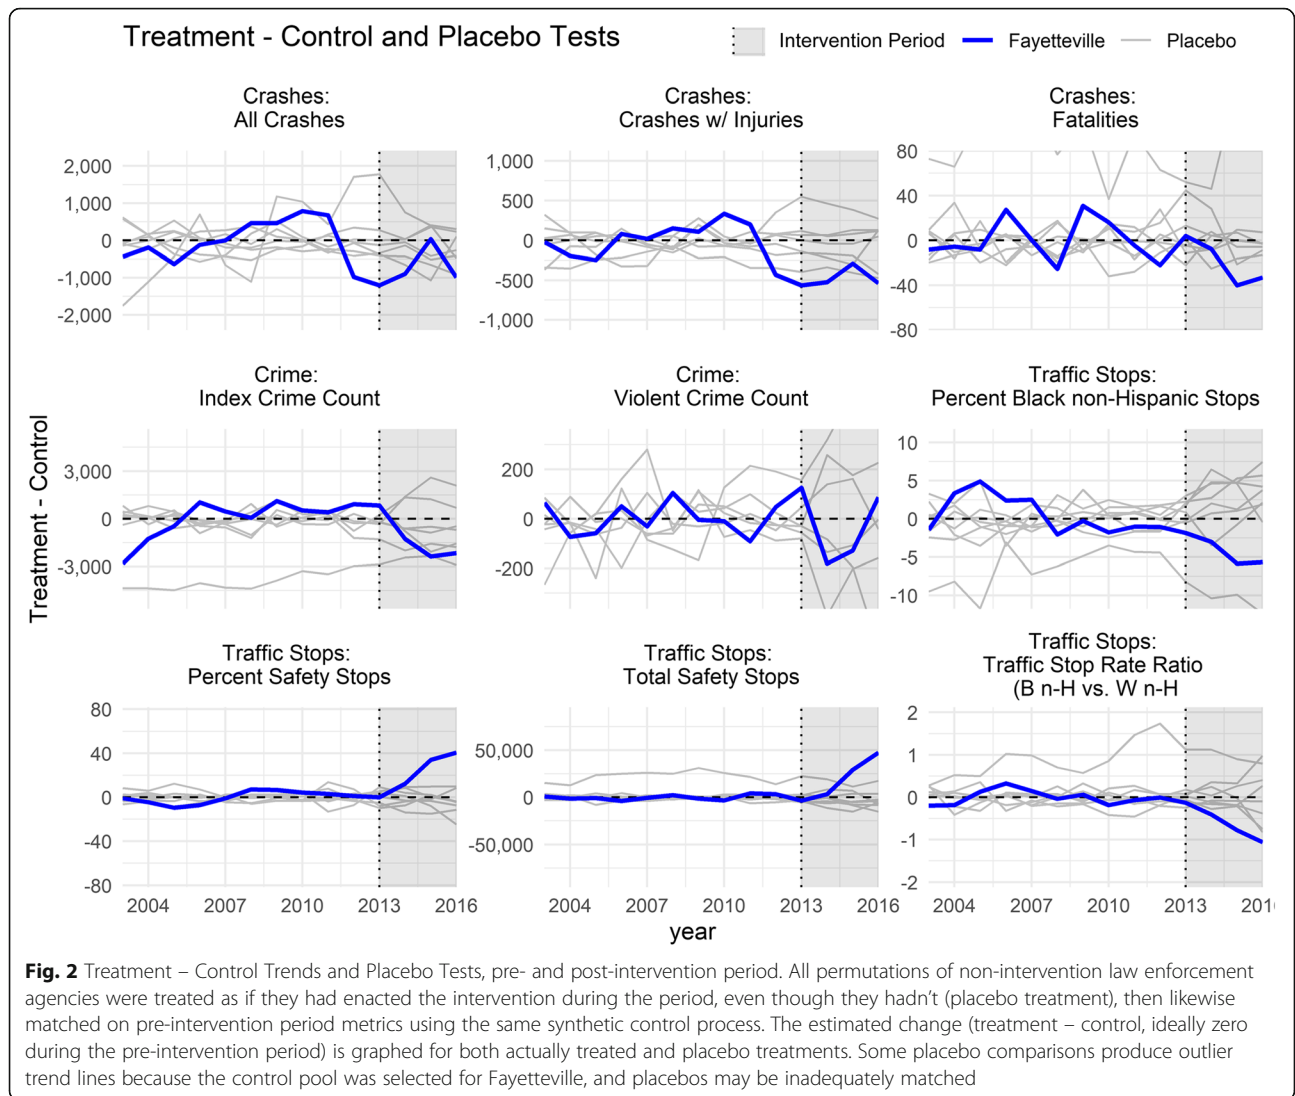 Treatment - Control and Placebo Tests
Intervention Period
Fayetteville
Placebo
Crashes:
All Crashes
2,000
1,000
0
-1,000
-2,000
Crashes:
Crashes w/ Injuries
1,000
500
0
-500
-1,000
Crashes:
Fatalities
80
40
0
-40
-80
Treatment - Control
Crime:
Index Crime Count
3,000
0
-3,000
Crime:
Violent Crime Count
200
0
-200
Traffic Stops:
Percent Black non-Hispanic Stops
10
5
0
-5
-10
Traffic Stops:
Percent Safety Stops
80
40
0
-40
-80
2004 2007 2010 2013 2016
Traffic Stops:
Total Safety Stops
50,000
0
-50,000
2004 2007 2010 2013 2016
Traffic Stops:
Traffic Stop Rate Ratio
(B n-H vs. W n-H
2
1
0
-1
-2
2004 2007 2010 2013 201
year
Fig. 2 Treatment – Control Trends and Placebo Tests, pre- and post-intervention period. All permutations of non-intervention law enforcement
agencies were treated as if they had enacted the intervention during the period, even though they hadn't (placebo treatment), then likewise
matched on pre-intervention period metrics using the same synthetic control process. The estimated change (treatment – control, ideally zero
during the pre-intervention period) is graphed for both actually treated and placebo treatments. Some placebo comparisons produce outlier
trend lines because the control pool was selected for Fayetteville, and placebos may be inadequately matched